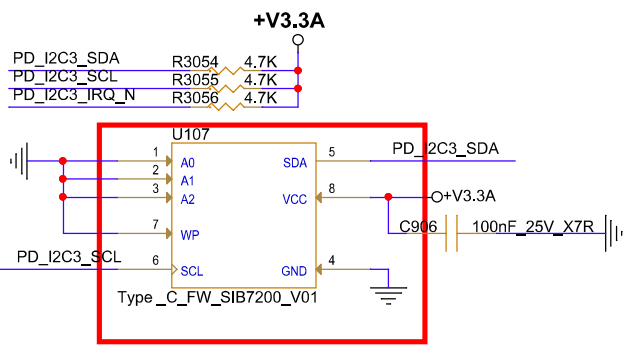 +V3.3A
PD_I2C3_SDA R3054 4.7K
PD_I2C3_SCL R3055 4.7K
PD_I2C3_IRQ_N R3056 4.7K
U107
1 A0 SDA 5 PD_I2C3_SDA
2 A1
3 A2 VCC 8 +V3.3A
7 WP C906 100nF_25V_X7R
PD_I2C3_SCL 6 SCL GND 4
Type _C_FW_SIB7200_V01